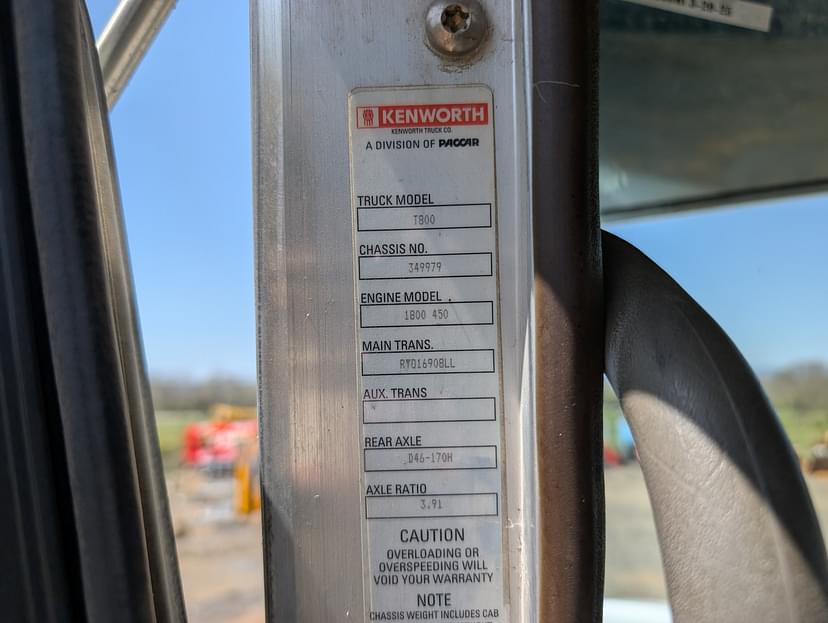 KENWORTH
KENWORTH TRUCK CO.
A DIVISION OF PACCAR
TRUCK MODEL
T800
CHASSIS NO.
349979
ENGINE MODEL
1800 450
MAIN TRANS.
RTO16908LL
AUX. TRANS
REAR AXLE
D46-170H
AXLE RATIO
3.91
CAUTION
OVERLOADING OR
OVERSPEEDING WILL
VOID YOUR WARRANTY
NOTE
CHASSIS WEIGHT INCLUDES CAB